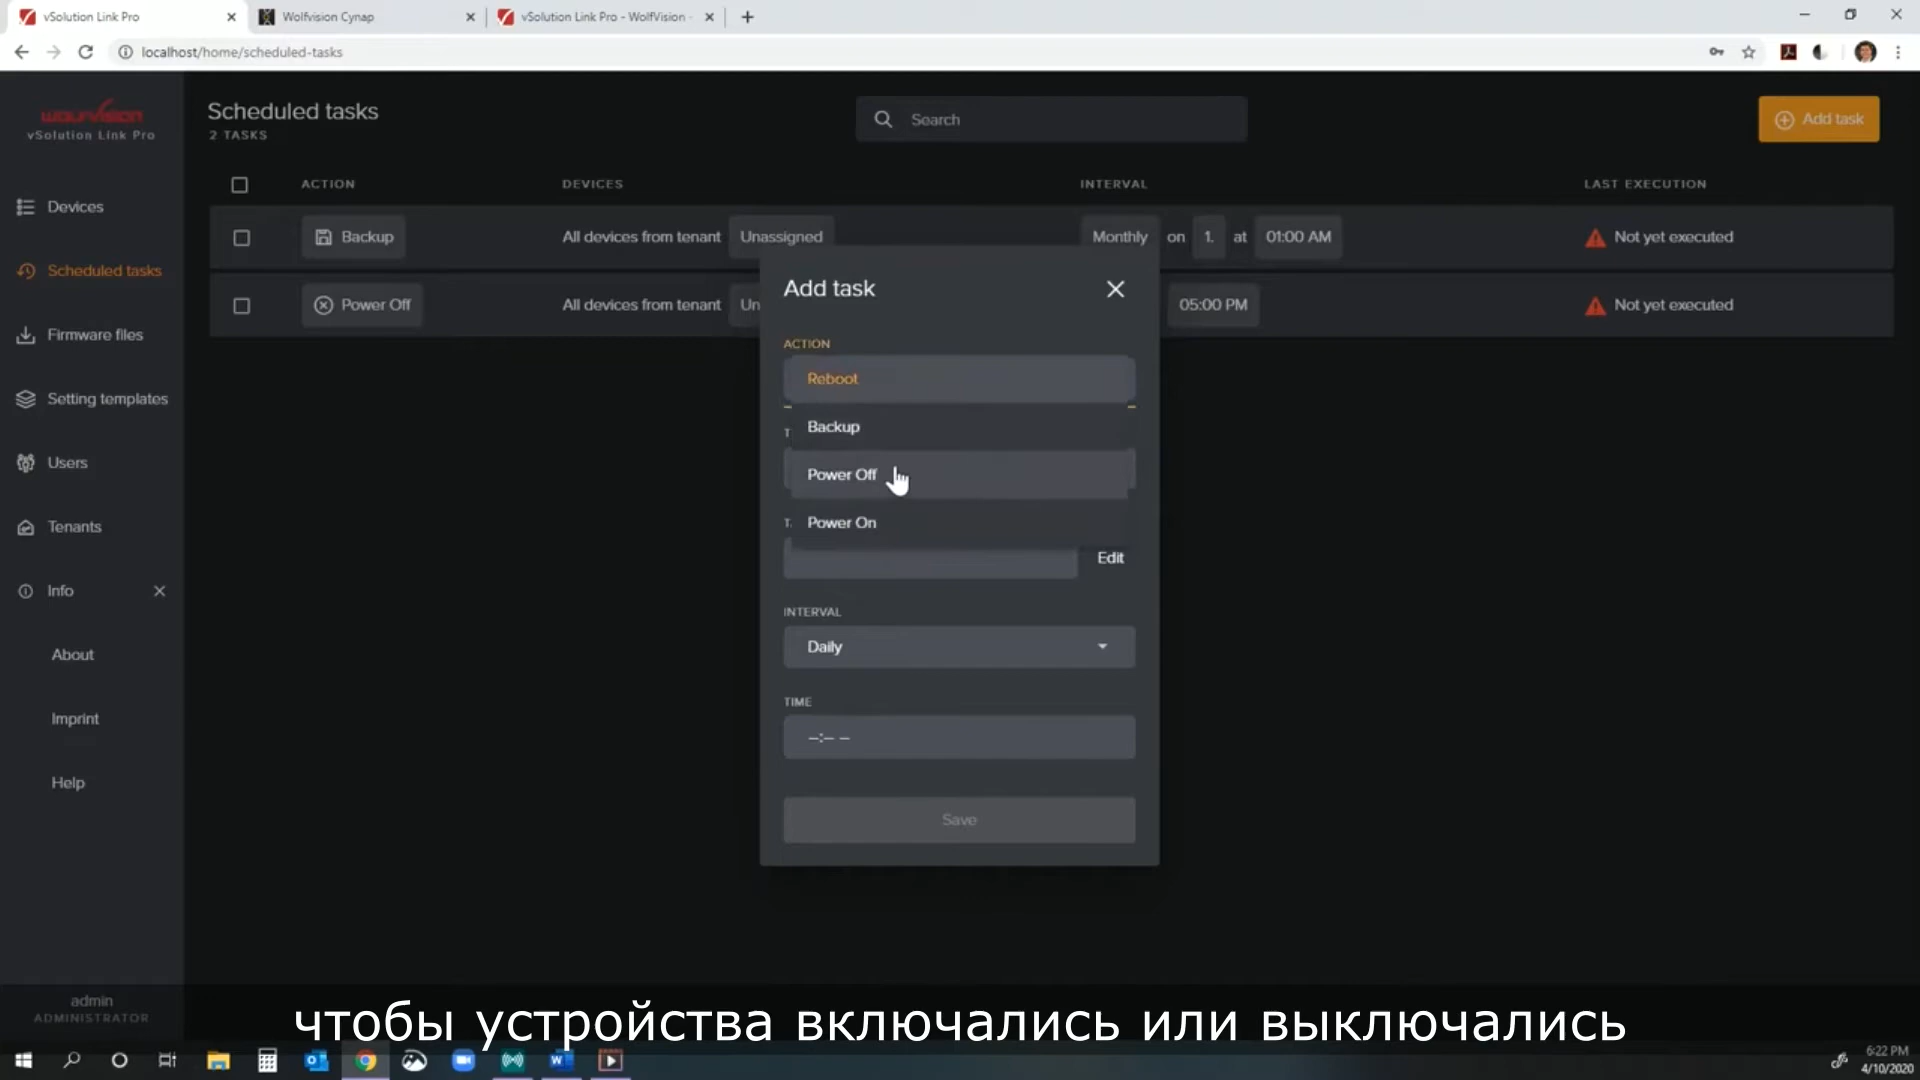 vSolution Link Pro
Wolfvision Cynap
vSolution Link Pro - WolfVision
localhost/home/scheduled-tasks
wolfvision
vSolution Link Pro
Scheduled tasks
2 TASKS
Search
Add task
ACTION
DEVICES
INTERVAL
LAST EXECUTION
Devices
Backup
All devices from tenant
Unassigned
Monthly
on
1.
at
01:00 AM
Not yet executed
Scheduled tasks
Power Off
All devices from tenant
Un
05:00 PM
Not yet executed
Firmware files
Setting templates
Users
Tenants
Info
About
Imprint
Help
admin
ADMINISTRATOR
Add task
ACTION
Reboot
Backup
T
Power Off
T
Power On
Edit
INTERVAL
Daily
TIME
--:-- --
Save
чтобы устройства включались или выключались
6:22 PM
4/10/2020